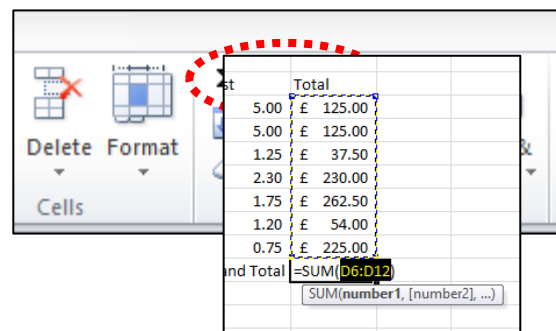 st Total
5.00 £ 125.00
5.00 £ 125.00
1.25 £ 37.50
2.30 £ 230.00
1.75 £ 262.50
1.20 £ 54.00
0.75 £ 225.00
and Total =SUM(D6:D12)
SUM(number1, [number2], ...)
Delete Format
&
Cells